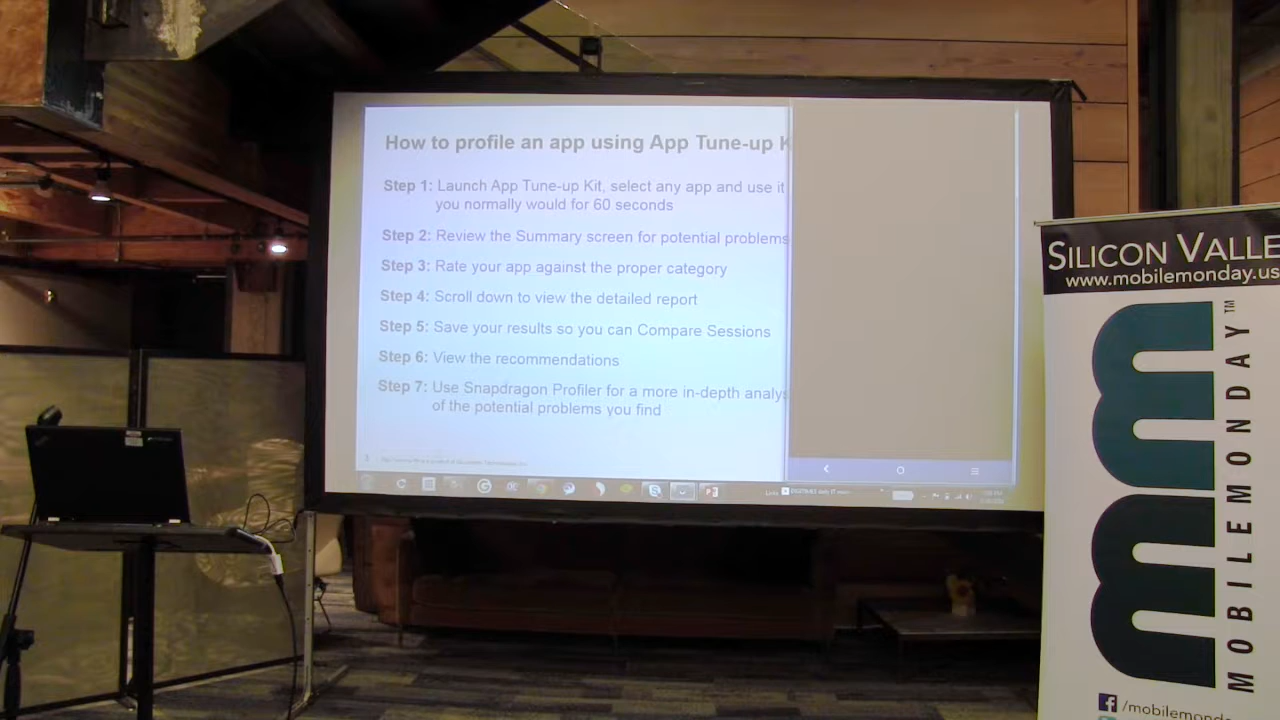 How to profile an app using App Tune-up K
Step 1: Launch App Tune-up Kit, select any app and use it
you normally would for 60 seconds
Step 2: Review the Summary screen for potential problems
Step 3: Rate your app against the proper category
Step 4: Scroll down to view the detailed report
Step 5: Save your results so you can Compare Sessions
Step 6: View the recommendations
Step 7: Use Snapdragon Profiler for a more in-depth analys
of the potential problems you find
SILICON VALLE
www.mobilemonday.us
MOBILEMONDAY™
/mobilemonda